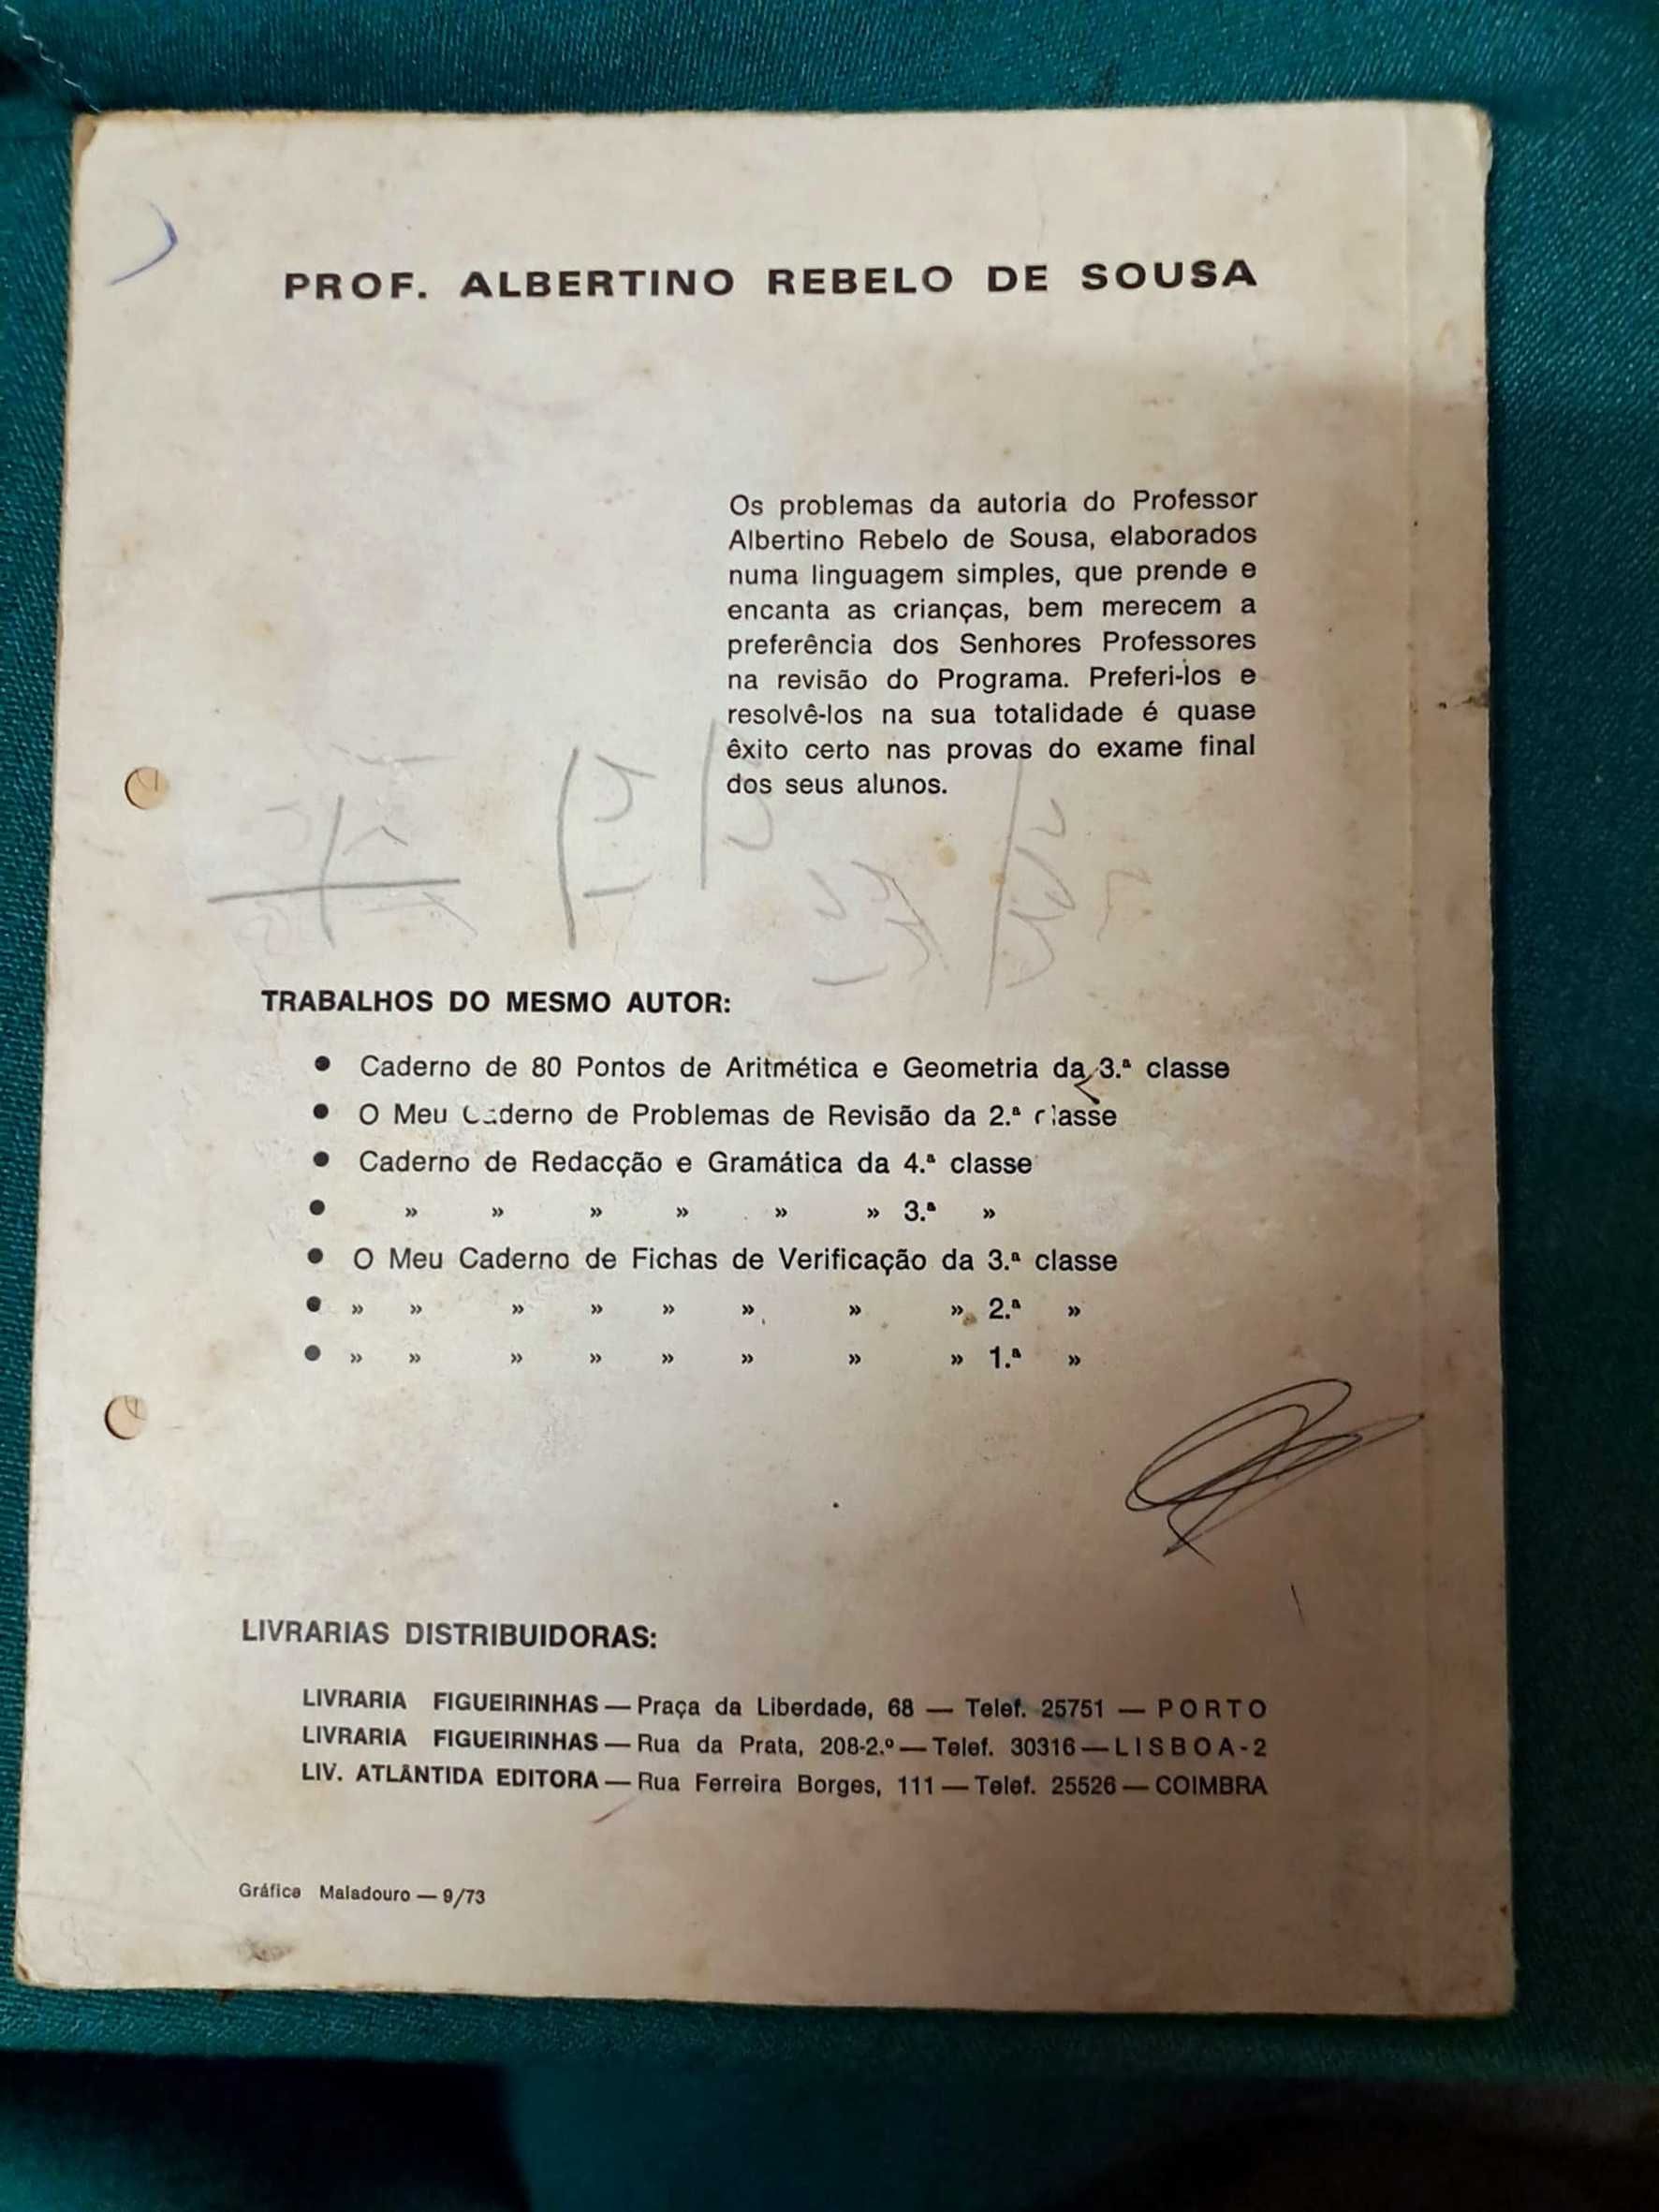 PROF. ALBERTINO REBELO DE SOUSA
Os problemas da autoria do Professor
Albertino Rebelo de Sousa, elaborados
numa linguagem simples, que prende e
encanta as crianças, bem merecem a
preferência dos Senhores Professores
na revisão do Programa. Preferi-los e
resolvê-los na sua totalidade é quase
êxito certo nas provas do exame final
dos seus alunos.
TRABALHOS DO MESMO AUTOR:
● Caderno de 80 Pontos de Aritmética e Geometria da 3.ª classe
● O Meu Caderno de Problemas de Revisão da 2.ª classe
● Caderno de Redacção e Gramática da 4.ª classe
● » » » » » » 3.ª »
● O Meu Caderno de Fichas de Verificação da 3.ª classe
● » » » » » » » » 2.ª »
● » » » » » » » » 1.ª »
LIVRARIAS DISTRIBUIDORAS:
LIVRARIA FIGUEIRINHAS — Praça da Liberdade, 68 — Telef. 25751 — PORTO
LIVRARIA FIGUEIRINHAS — Rua da Prata, 208-2.º — Telef. 30316 — LISBOA-2
LIV. ATLÂNTIDA EDITORA — Rua Ferreira Borges, 111 — Telef. 25526 — COIMBRA
Gráfica Maladouro — 9/73